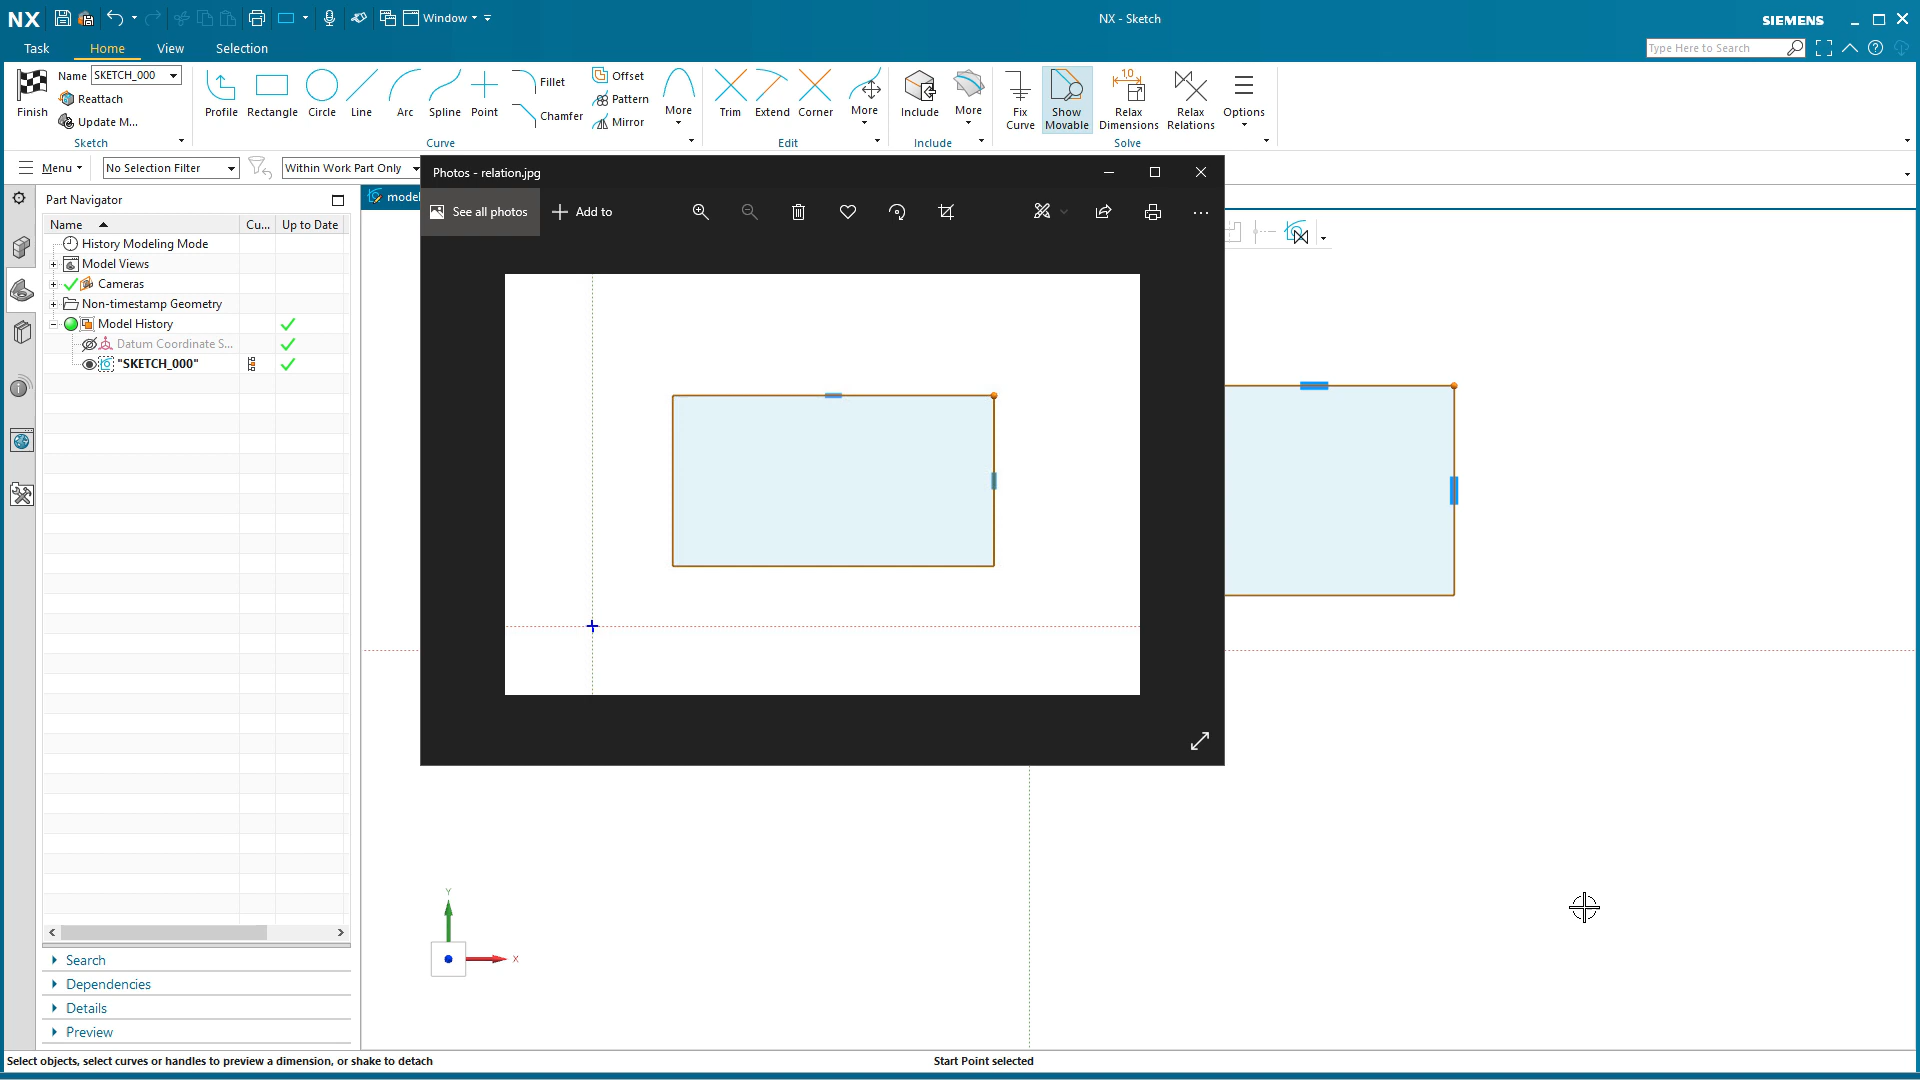 NX
Window
NX - Sketch
SIEMENS
Task
Home
View
Selection
Type Here to Search
Finish
Name
SKETCH_000
Reattach
Update M...
Sketch
Profile
Rectangle
Circle
Line
Arc
Spline
Point
Fillet
Chamfer
Offset
Pattern
Mirror
More
Curve
Trim
Extend
Corner
More
Edit
Include
More
Include
Fix
Curve
Show
Movable
1.0
Relax
Dimensions
Relax
Relations
Options
Solve
Menu
No Selection Filter
Within Work Part Only
Part Navigator
model
Name
Cu...
Up to Date
History Modeling Mode
Model Views
Cameras
Non-timestamp Geometry
Model History
Datum Coordinate S...
"SKETCH_000"
Photos - relation.jpg
See all photos
Add to
Y
X
Search
Dependencies
Details
Preview
Select objects, select curves or handles to preview a dimension, or shake to detach
Start Point selected